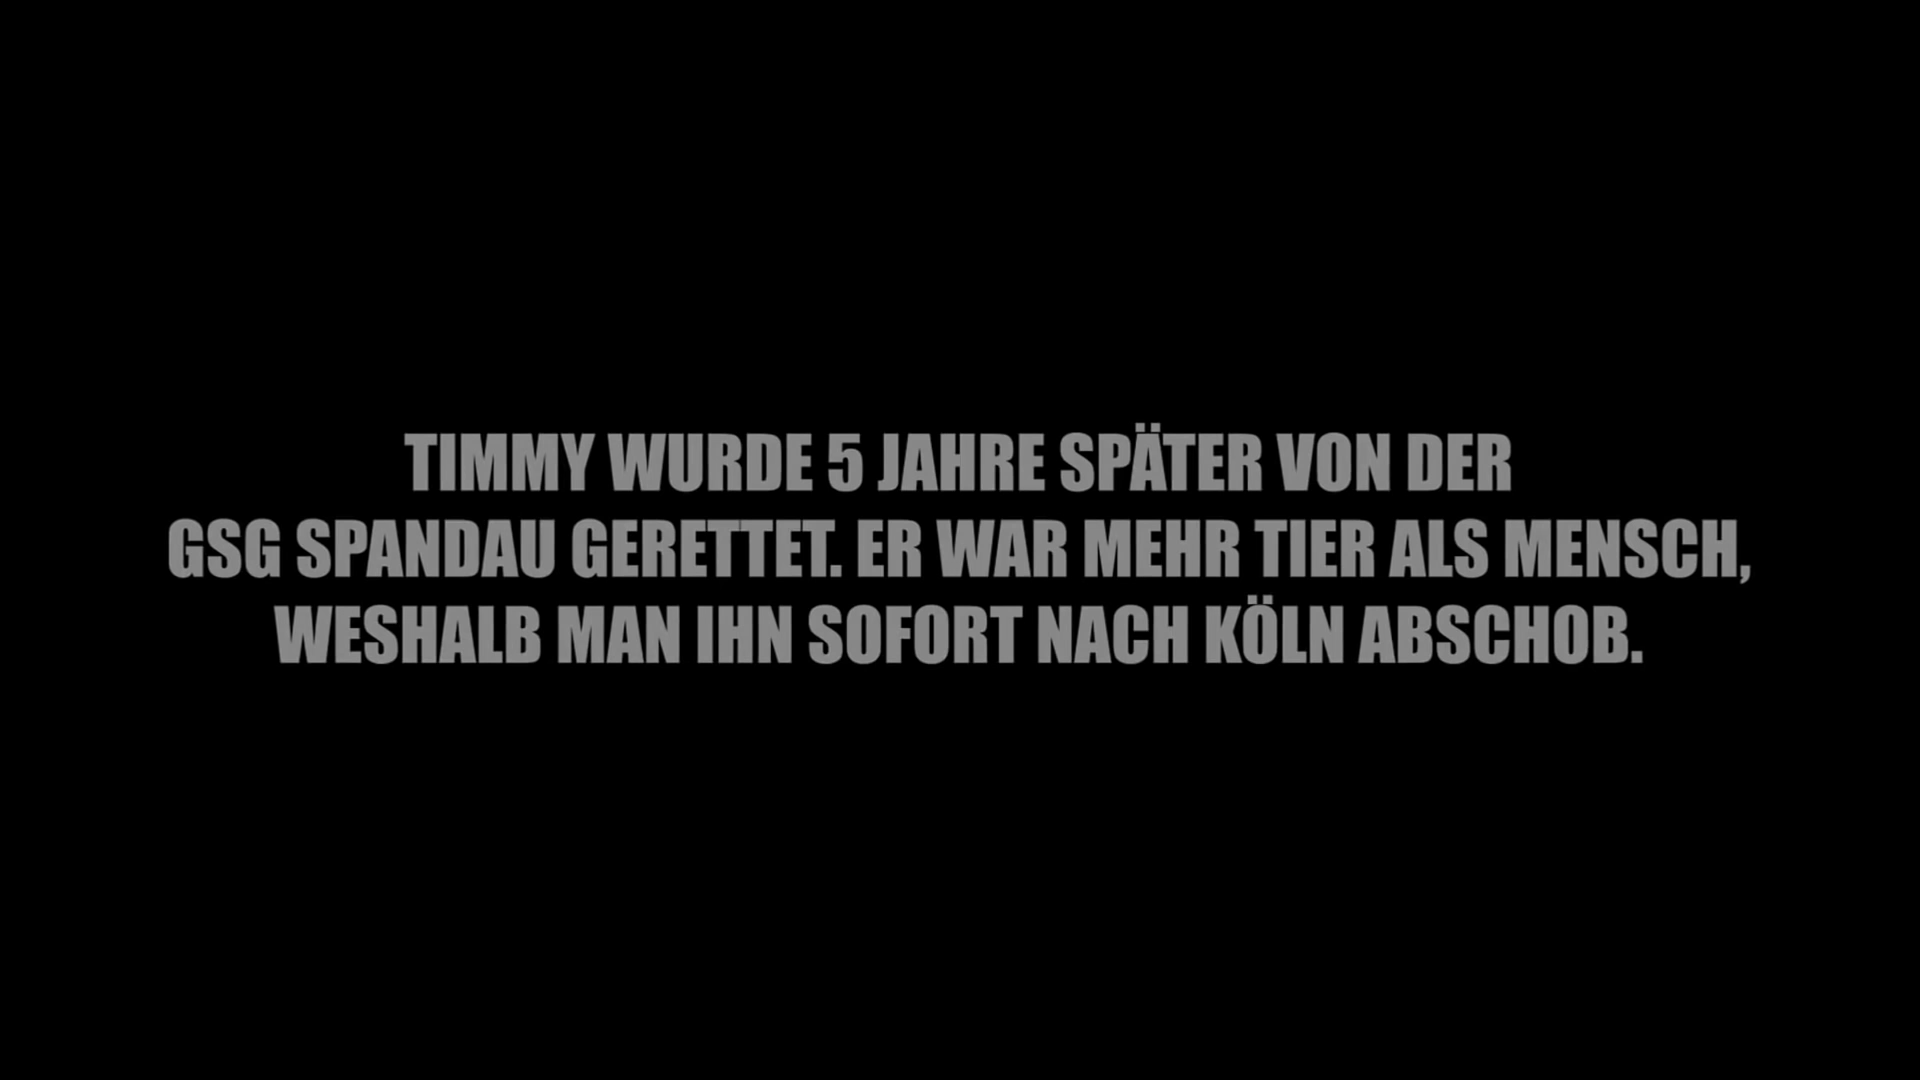 TIMMY WURDE 5 JAHRE SPÄTER VON DER
GSG SPANDAU GERETTET. ER WAR MEHR TIER ALS MENSCH,
WESHALB MAN IHN SOFORT NACH KÖLN ABSCHOB.